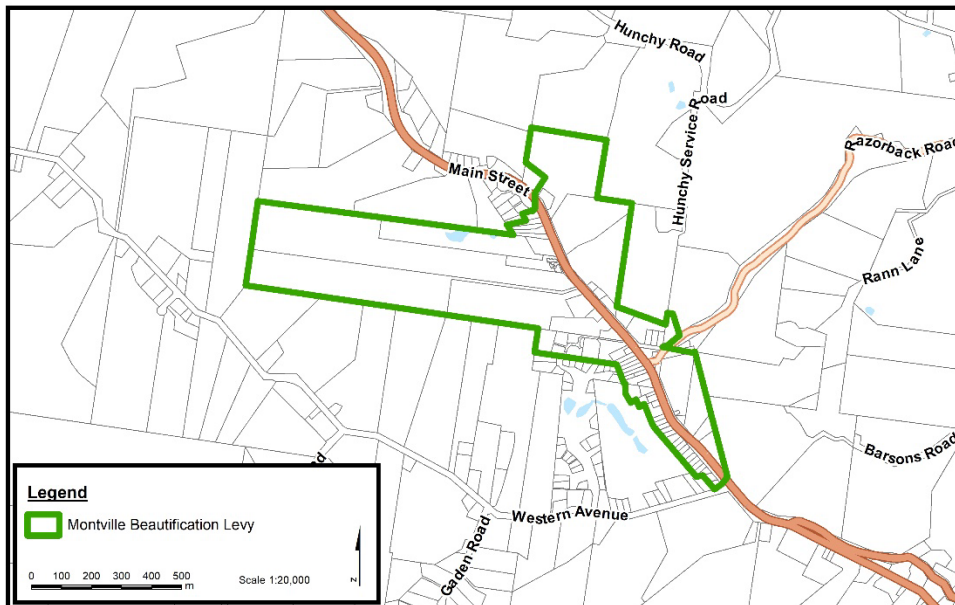 Hunchy Road
Hunchy Service Road
Razorback Road
Main Street
Rann Lane
Barsons Road
Western Avenue
Gaden Road
Legend
Montville Beautification Levy
0 100 200 300 400 500
m
Scale 1:20,000
N